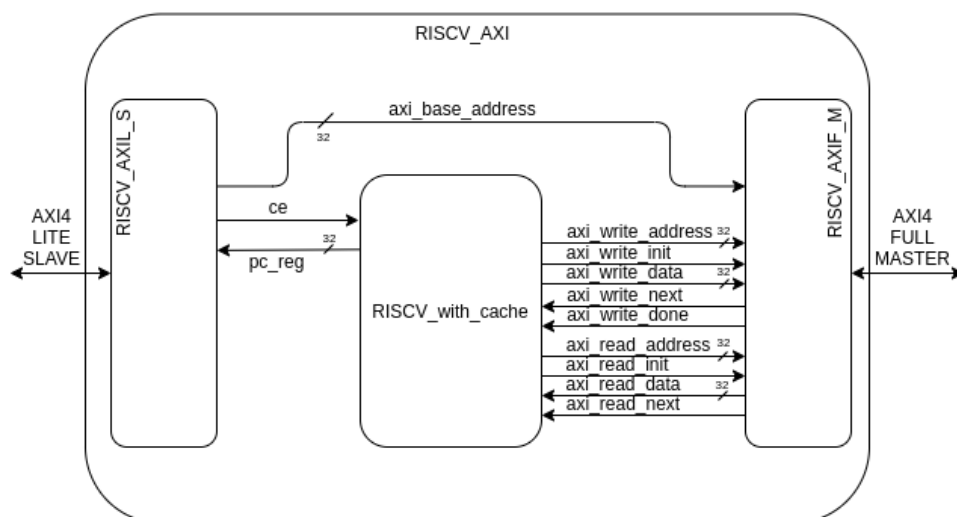 RISCV_AXI
RISCV_AXIL_S
axi_base_address
32
RISCV_AXIF_M
AXI4
LITE
SLAVE
ce
32
pc_reg
RISCV_with_cache
axi_write_address 32
axi_write_init
axi_write_data 32
axi_write_next
axi_write_done
axi_read_address 32
axi_read_init
axi_read_data 32
axi_read_next
AXI4
FULL
MASTER